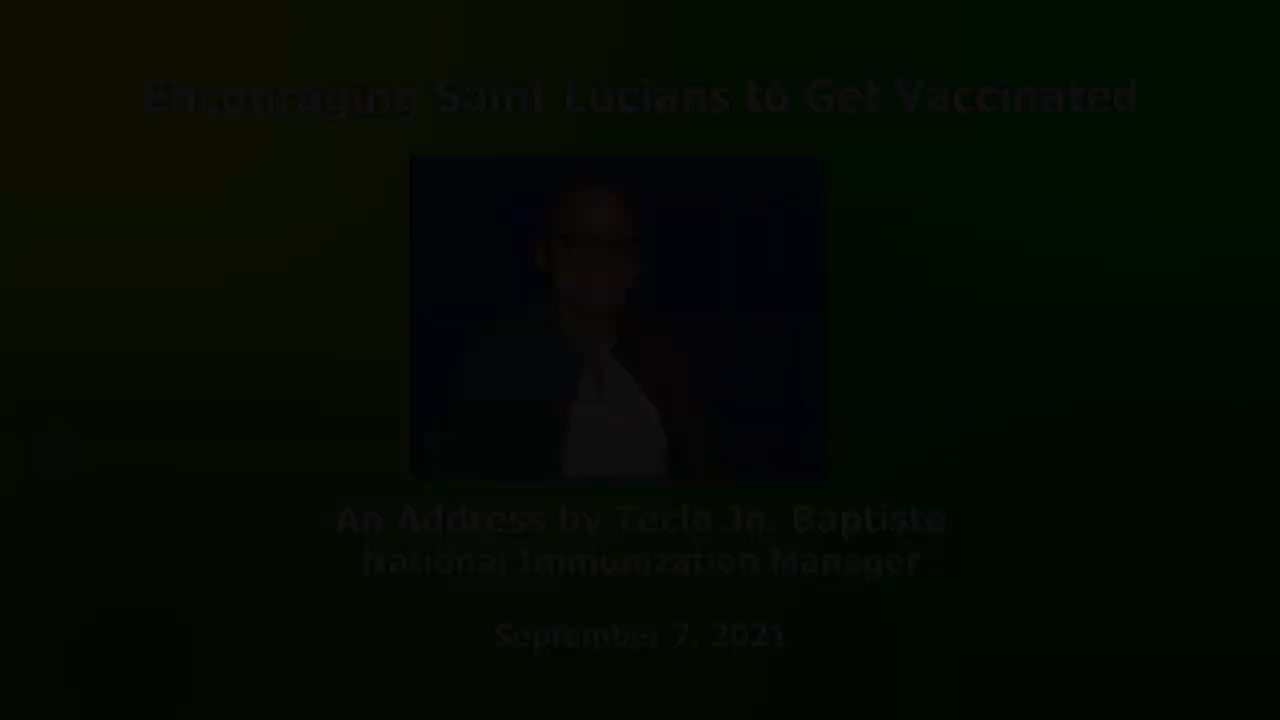 Encouraging Saint Lucians to Get Vaccinated
An Address by Tecla Jn. Baptiste
National Immunization Manager
September 7, 2021